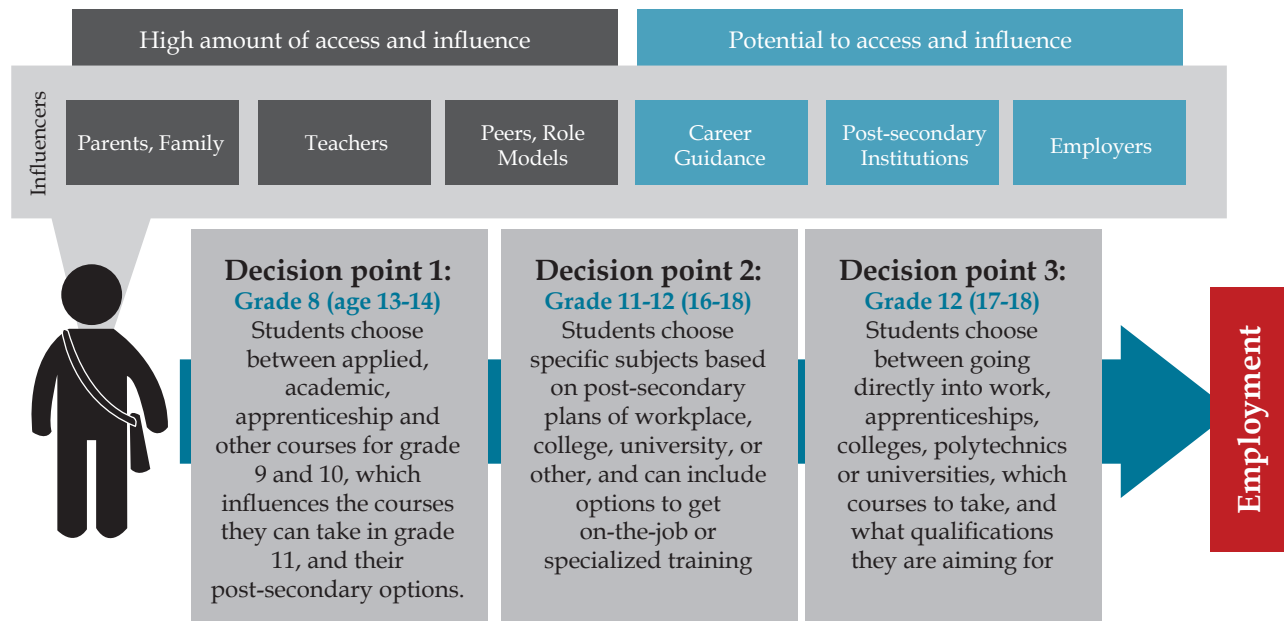 High amount of access and influence
Potential to access and influence
Influencers
Parents, Family
Teachers
Peers, Role
Models
Career
Guidance
Post-secondary
Institutions
Employers
Decision point 1:
Grade 8 (age 13-14)
Students choose
between applied,
academic,
apprenticeship and
other courses for grade
9 and 10, which
influences the courses
they can take in grade
11, and their
post-secondary options.
Decision point 2:
Grade 11-12 (16-18)
Students choose
specific subjects based
on post-secondary
plans of workplace,
college, university, or
other, and can include
options to get
on-the-job or
specialized training
Decision point 3:
Grade 12 (17-18)
Students choose
between going
directly into work,
apprenticeships,
colleges, polytechnics
or universities, which
courses to take, and
what qualifications
they are aiming for
Employment